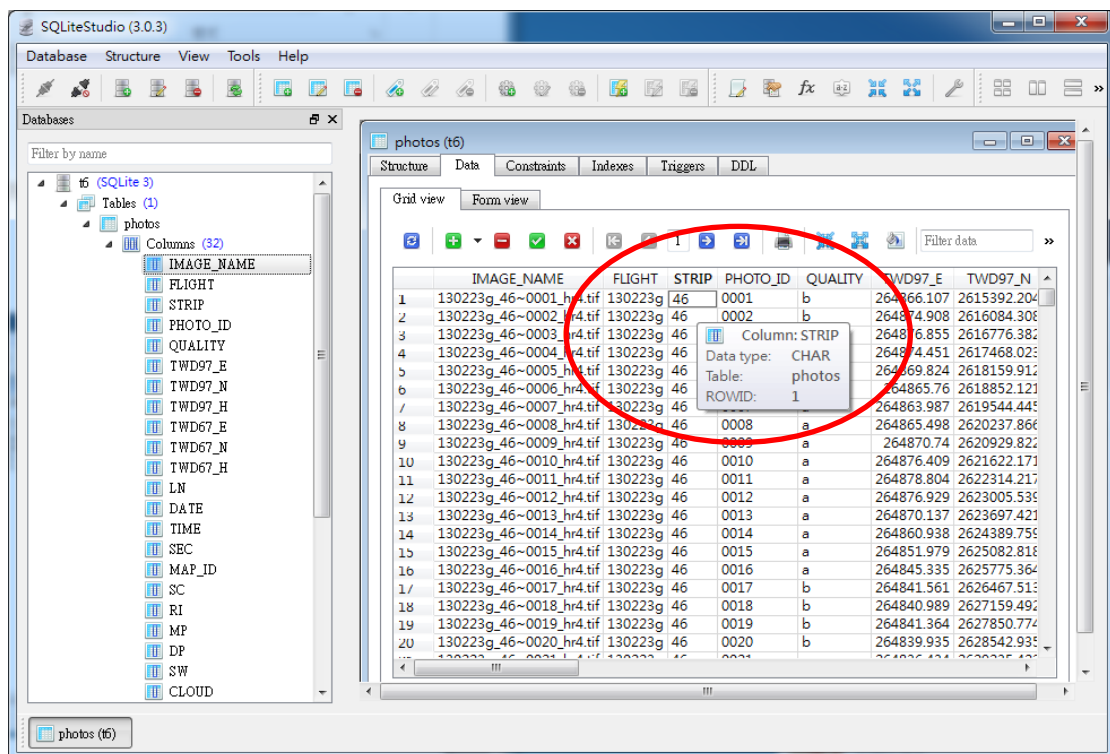 SQLiteStudio (3.0.3)
Database Structure View Tools Help
Databases
Filter by name
t6 (SQLite 3)
Tables (1)
photos
Columns (32)
IMAGE_NAME
FLIGHT
STRIP
PHOTO_ID
QUALITY
TWD97_E
TWD97_N
TWD97_H
TWD67_E
TWD67_N
TWD67_H
LN
DATE
TIME
SEC
MAP_ID
SC
RI
MP
DP
SW
CLOUD
photos (t6)
Structure Data Constraints Indexes Triggers DDL
Grid view Form view
1 Filter data
IMAGE_NAME FLIGHT STRIP PHOTO_ID QUALITY TWD97_E TWD97_N
1 130223g_46~0001_hr4.tif 130223g 46 0001 b 264866.107 2615392.204
2 130223g_46~0002_hr4.tif 130223g 46 0002 b 264874.908 2616084.308
3 130223g_46~0003_hr4.tif 130223g 46 264876.855 2616776.382
4 130223g_46~0004_hr4.tif 130223g 46 264874.451 2617468.023
5 130223g_46~0005_hr4.tif 130223g 46 264869.824 2618159.912
6 130223g_46~0006_hr4.tif 130223g 46 264865.76 2618852.121
7 130223g_46~0007_hr4.tif 130223g 46 264863.987 2619544.445
8 130223g_46~0008_hr4.tif 130223g 46 0008 a 264865.498 2620237.866
9 130223g_46~0009_hr4.tif 130223g 46 0009 a 264870.74 2620929.822
10 130223g_46~0010_hr4.tif 130223g 46 0010 a 264876.409 2621622.171
11 130223g_46~0011_hr4.tif 130223g 46 0011 a 264878.804 2622314.217
12 130223g_46~0012_hr4.tif 130223g 46 0012 a 264876.929 2623005.539
13 130223g_46~0013_hr4.tif 130223g 46 0013 a 264870.137 2623697.421
14 130223g_46~0014_hr4.tif 130223g 46 0014 a 264860.938 2624389.759
15 130223g_46~0015_hr4.tif 130223g 46 0015 a 264851.979 2625082.818
16 130223g_46~0016_hr4.tif 130223g 46 0016 a 264845.335 2625775.364
17 130223g_46~0017_hr4.tif 130223g 46 0017 b 264841.561 2626467.513
18 130223g_46~0018_hr4.tif 130223g 46 0018 b 264840.989 2627159.492
19 130223g_46~0019_hr4.tif 130223g 46 0019 b 264841.364 2627850.774
20 130223g_46~0020_hr4.tif 130223g 46 0020 b 264839.935 2628542.935
Column: STRIP
Data type: CHAR
Table: photos
ROWID: 1
photos (t6)